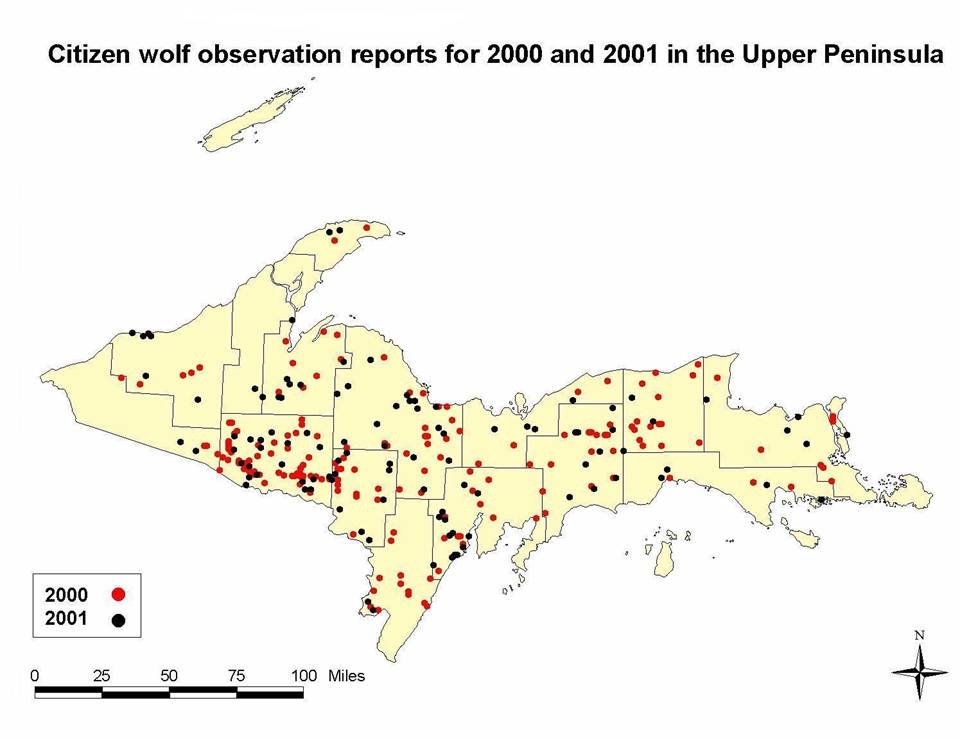 Citizen wolf observation reports for 2000 and 2001 in the Upper Peninsula
2000
2001
0 25 50 75 100 Miles
N